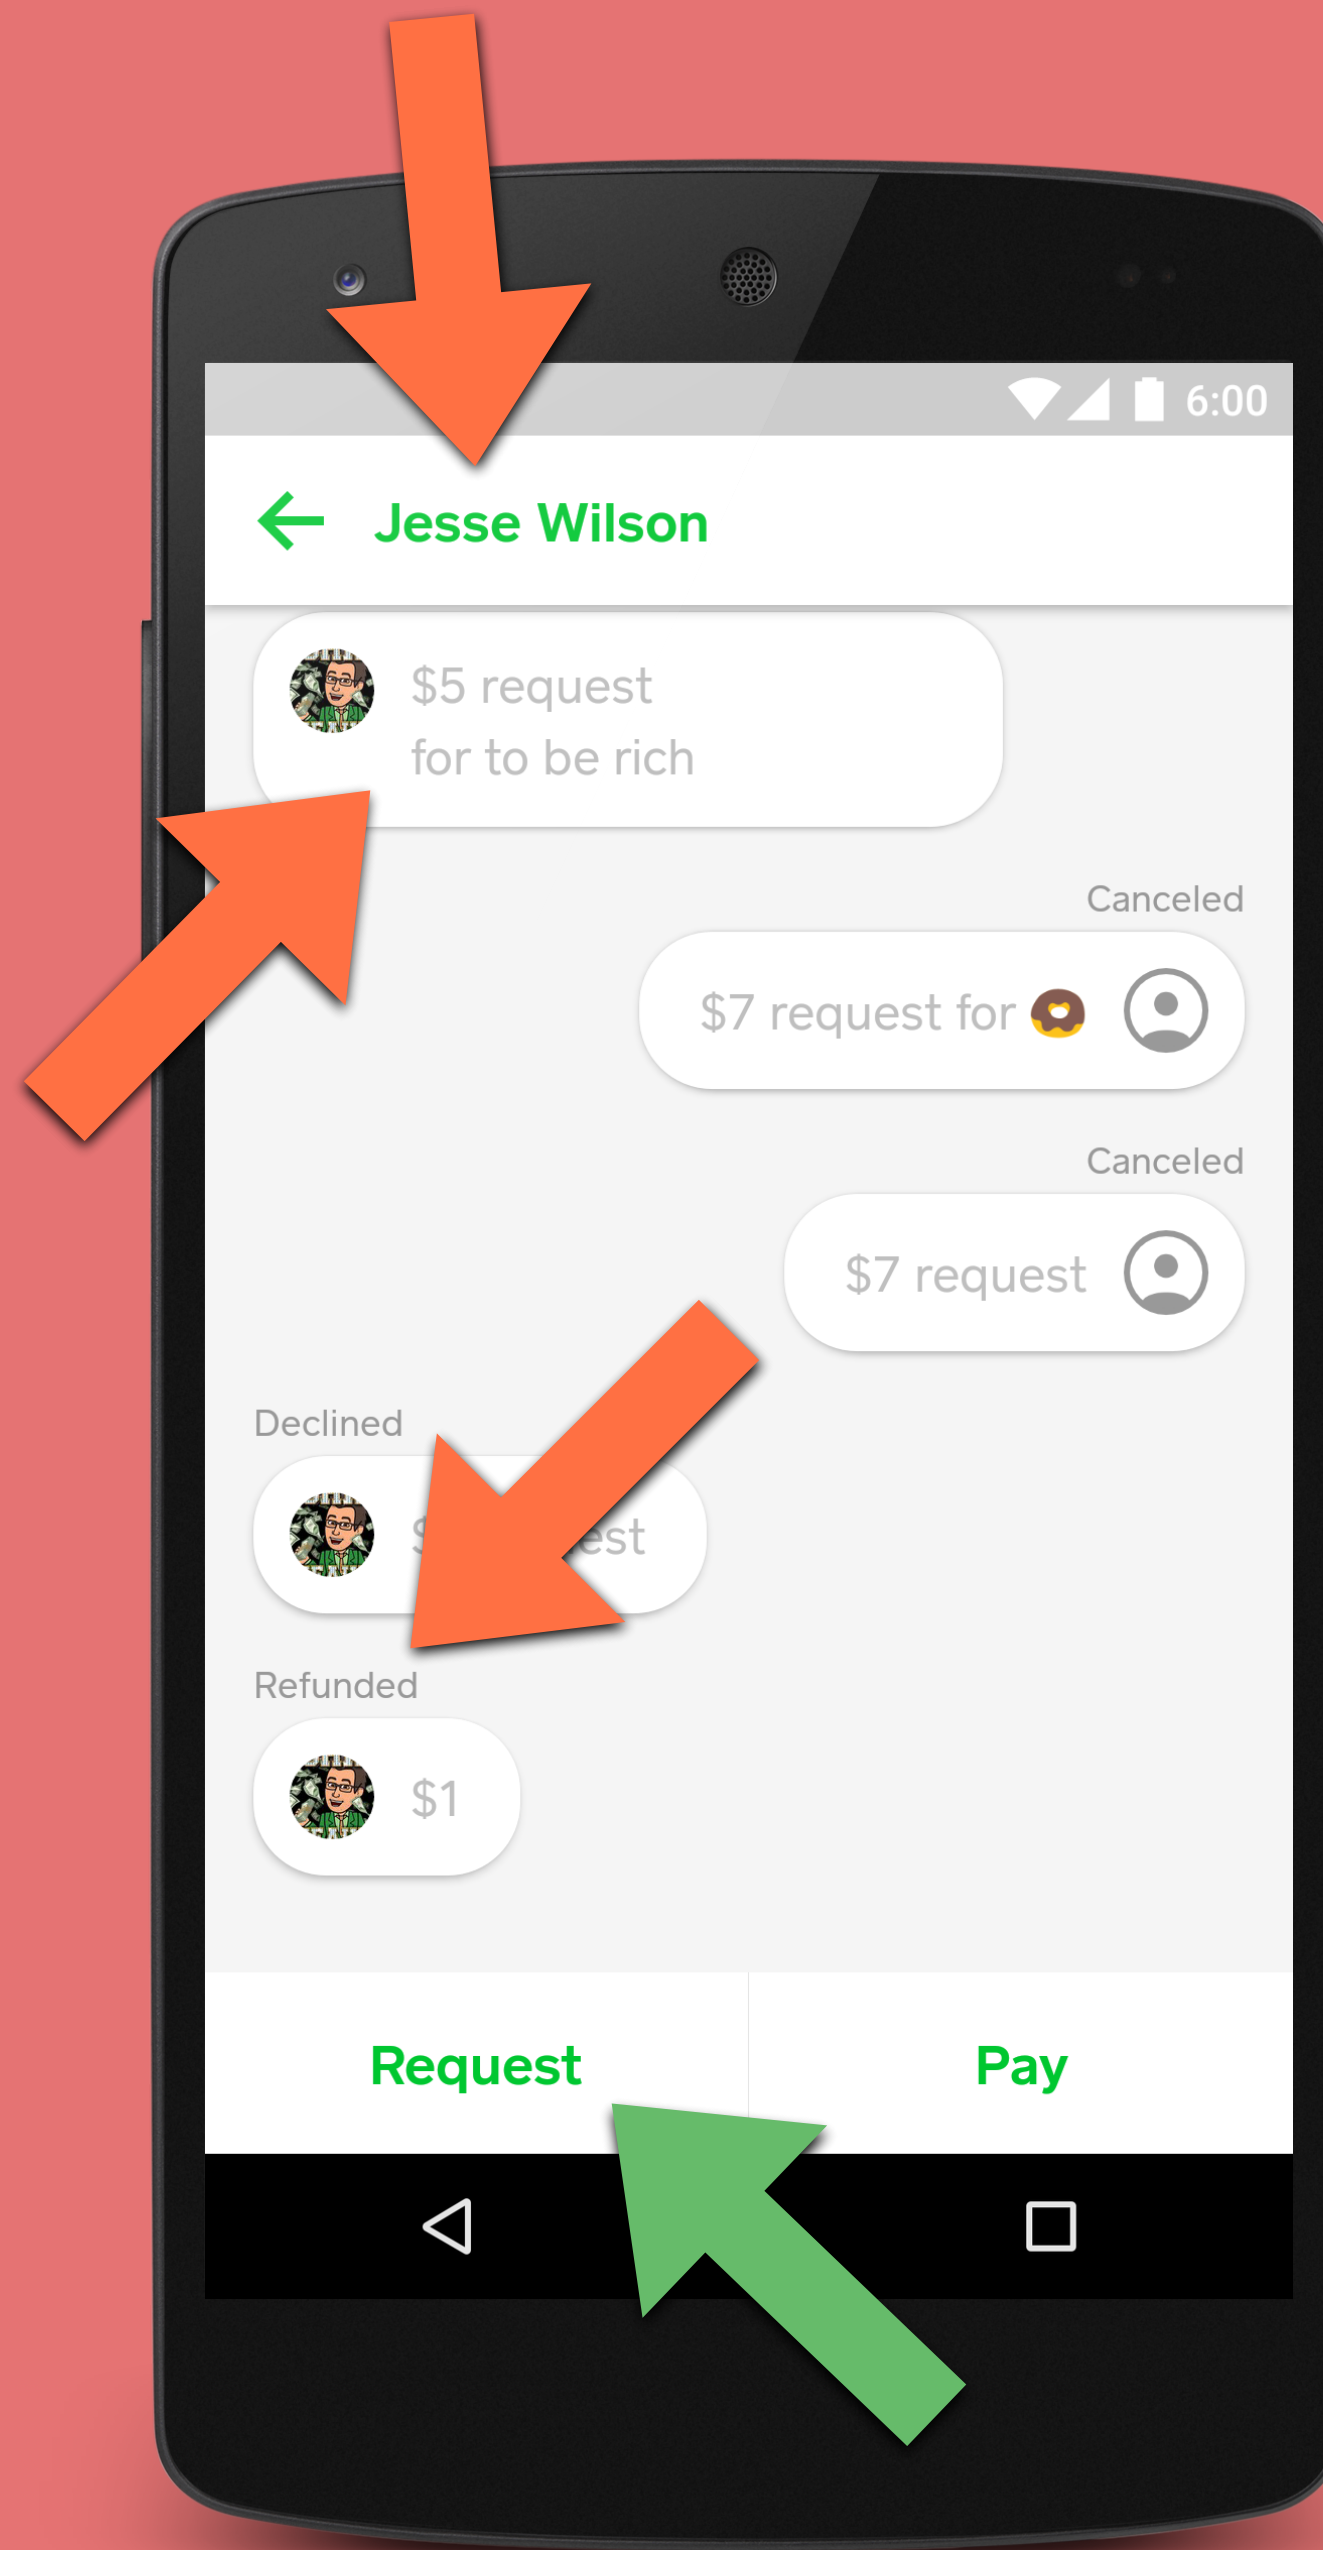 6:00
Jesse Wilson
$5 request
for to be rich
Canceled
$7 request for
Canceled
$7 request
Declined
Refunded
$1
Request
Pay